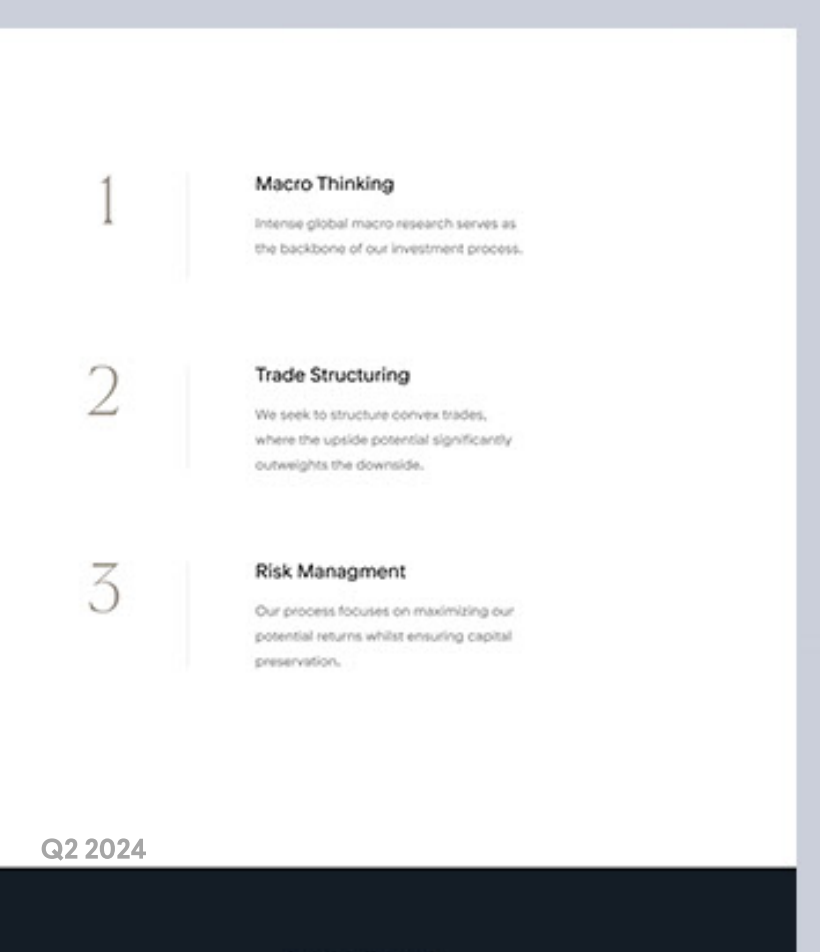 1
Macro Thinking
Intense global macro research serves as
the backbone of our investment process.
2
Trade Structuring
We seek to structure convex trades,
where the upside potential significantly
outweights the downside.
3
Risk Managment
Our process focuses on maximizing our
potential returns whilst ensuring capital
preservation.
Q2 2024